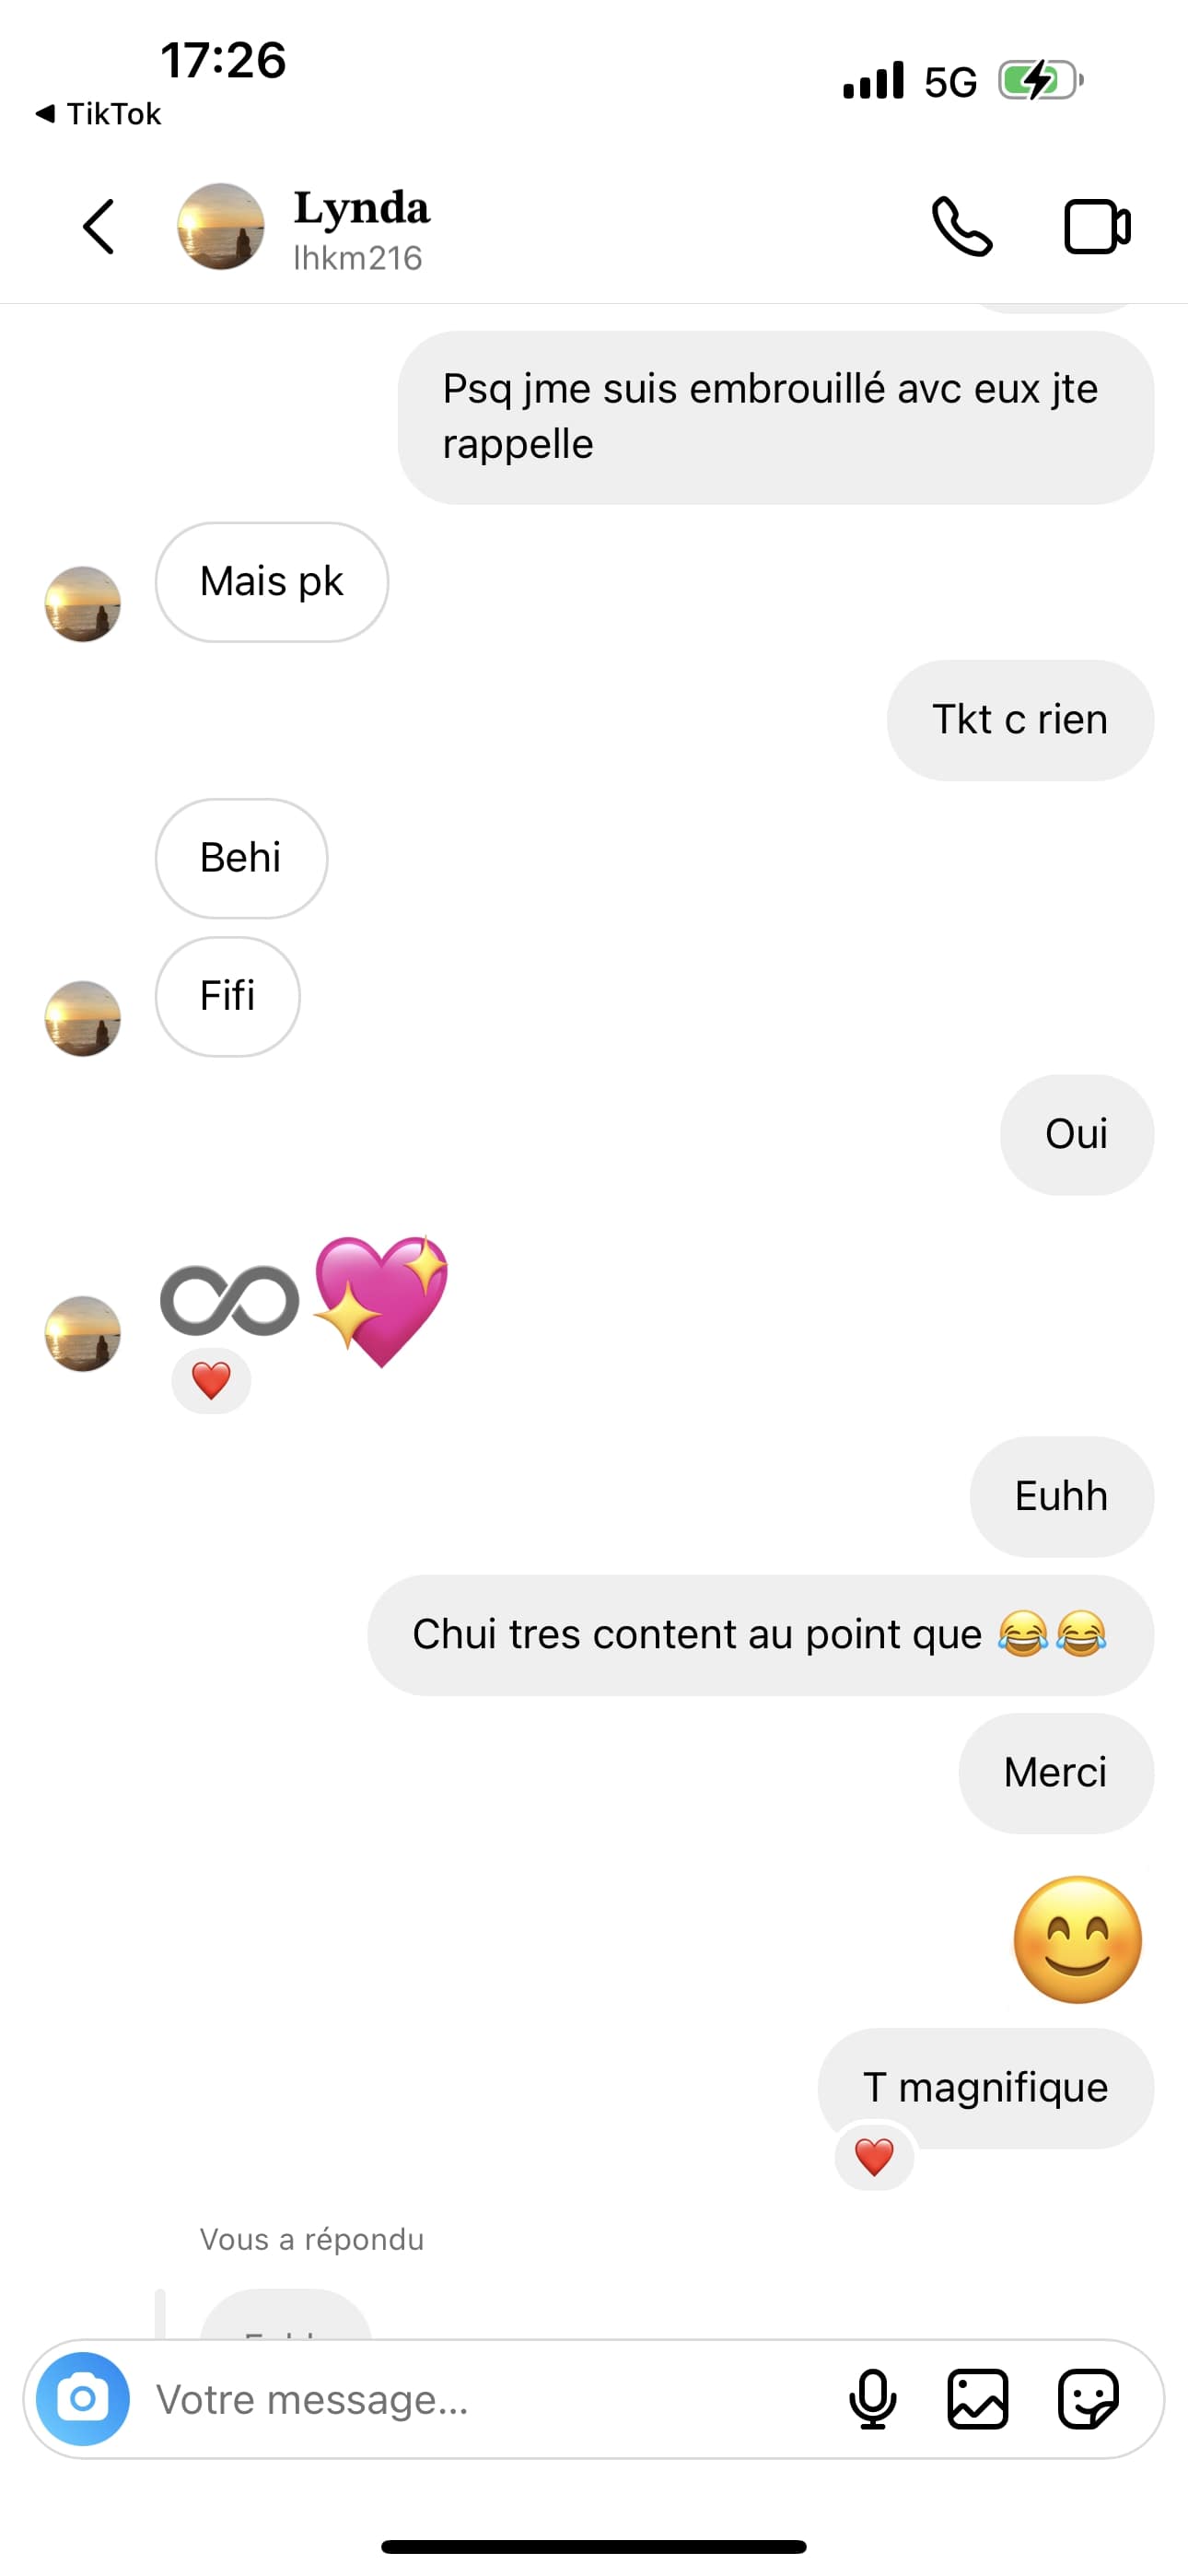 17:26
5G
◀ TikTok
Lynda
lhkm216
Psq jme suis embrouillé avc eux jte
rappelle
Mais pk
Tkt c rien
Behi
Fifi
Oui
♾💖
❤️
Euhh
Chui tres content au point que 😂😂
Merci
😊
T magnifique
❤️
Vous a répondu
Votre message...